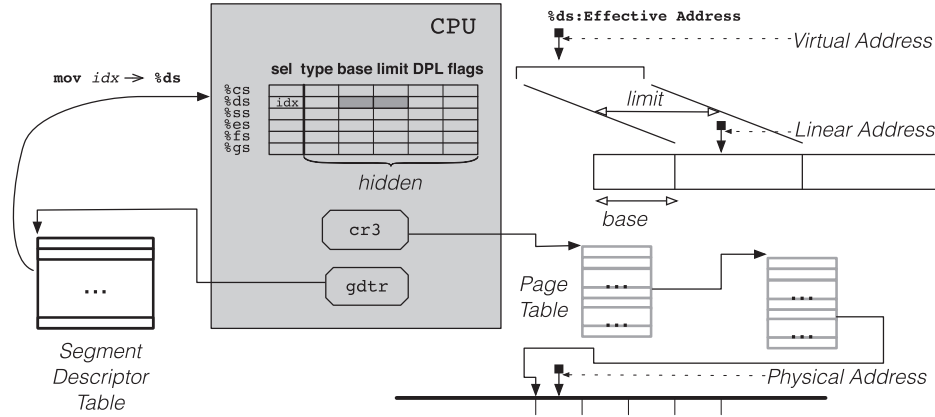 %ds:Effective Address
CPU
Virtual Address
mov idx → %ds
sel type base limit DPL flags
%cs
%ds idx
%ss
%es
%fs
%gs
limit
Linear Address
hidden
base
cr3
gdtr
...
Page
Table
...
...
...
...
Segment
Descriptor
Table
Physical Address